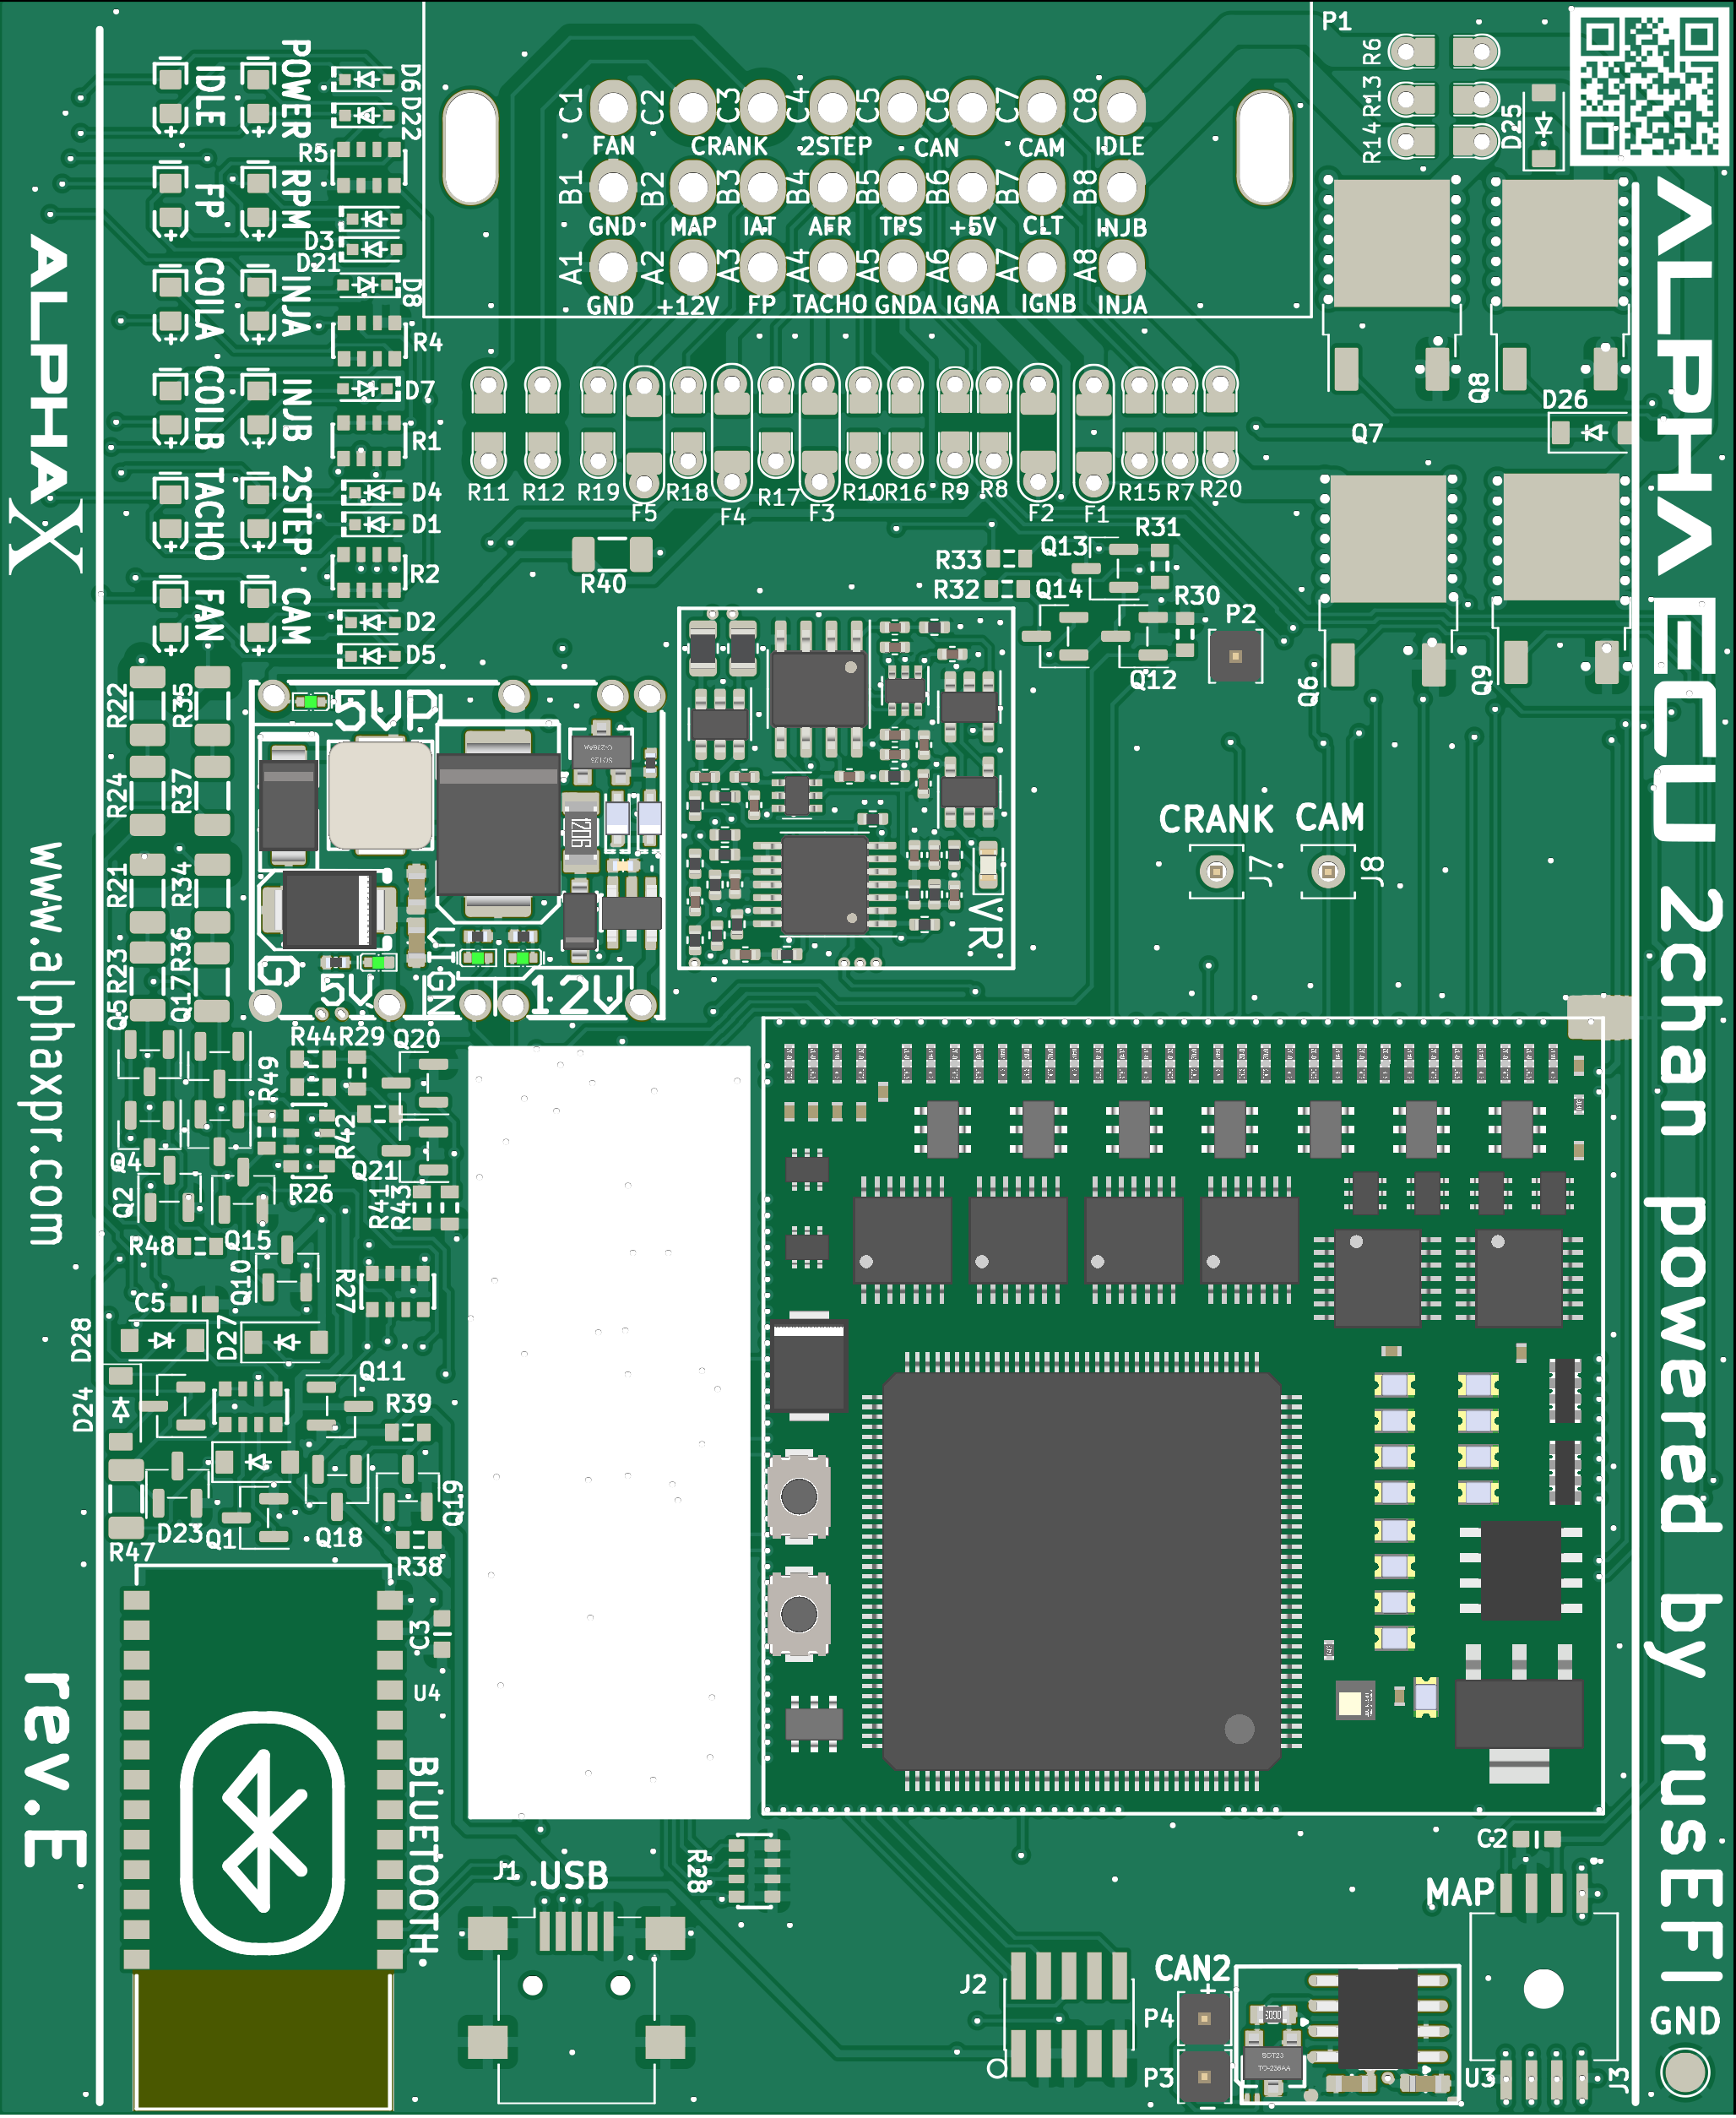 P1
R6
R13
R14
D25
C1 C2 C3 C4 C5 C6 C7 C8
FAN CRANK 2STEP CAN CAM IDLE
B1 B2 B3 B4 B5 B6 B7 B8
GND MAP IAT AFR TPS +5V CLT INJB
A1 A2 A3 A4 A5 A6 A7 A8
GND +12V FP TACHO GNDA IGNA IGNB INJA
IDLE POWER
FP RPM
COILA INJA
COILB INJB
TACHO 2STEP
FAN CAM
D6
D22
R5
D3
D21
D8
R4
D7
R1
D4
D1
R2
D2
D5
ALPHAX
www.alphaxpr.com
rev.E
ALPHA ECU 2chan powered by rusEFI
Q8
D26
Q7
Q6
Q9
R11 R12 R19 F5 R18 F4 R17 F3 R10 R16 R9 R8 F2 F1 R15 R7 R20
R40
R33
R32
Q13
R31
Q14
R30
Q12
P2
R22 R35
R24 R37
R21 R34
R23 R36
Q5 Q17
5VP
1206
G
5V
V
IGN
12V
VR
CRANK CAM
J7 J8
R44 R29 Q20
R49
R42
Q4
Q21
Q2
R26
R41
R43
R48
Q15
Q10
R27
C5
D28
D27
Q11
D24
R39
D23
Q1
Q18
Q19
R47
R38
C3
U4
BLUETOOTH
J1 USB
R28
J2
CAN2
+
P4
P3
SOT23
TO-236AA
C2
MAP
U3
J3
GND